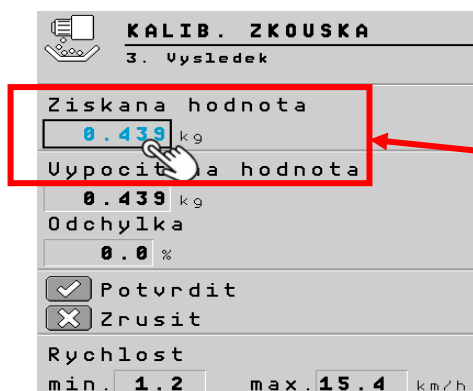 KALIB. ZKOUSKA
3. Vysledek
Ziskana hodnota
0.439 kg
Vypocitana hodnota
0.439 kg
Odchylka
0.0 %
Potvrdit
Zrusit
Rychlost
min. 1.2 max. 15.4 km/h